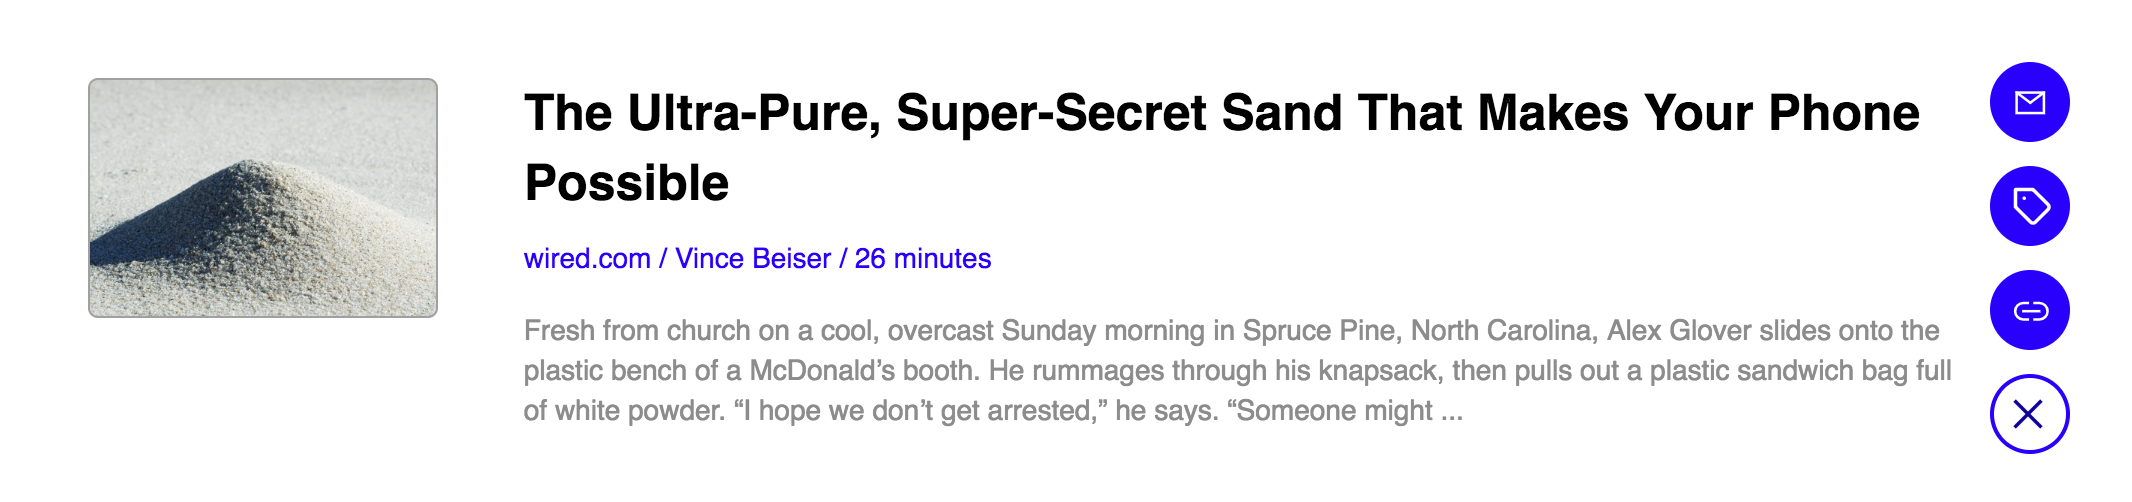 The Ultra-Pure, Super-Secret Sand That Makes Your Phone
Possible
wired.com / Vince Beiser / 26 minutes
Fresh from church on a cool, overcast Sunday morning in Spruce Pine, North Carolina, Alex Glover slides onto the
plastic bench of a McDonald’s booth. He rummages through his knapsack, then pulls out a plastic sandwich bag full
of white powder. “I hope we don’t get arrested,” he says. “Someone might ...